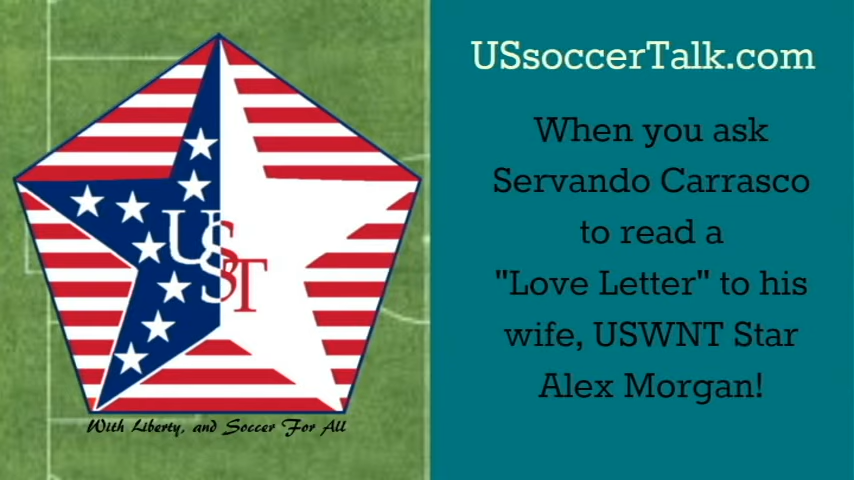 USsoccerTalk.com
When you ask
Servando Carrasco
to read a
"Love Letter" to his
wife, USWNT Star
Alex Morgan!
USST
With Liberty, and Soccer For All